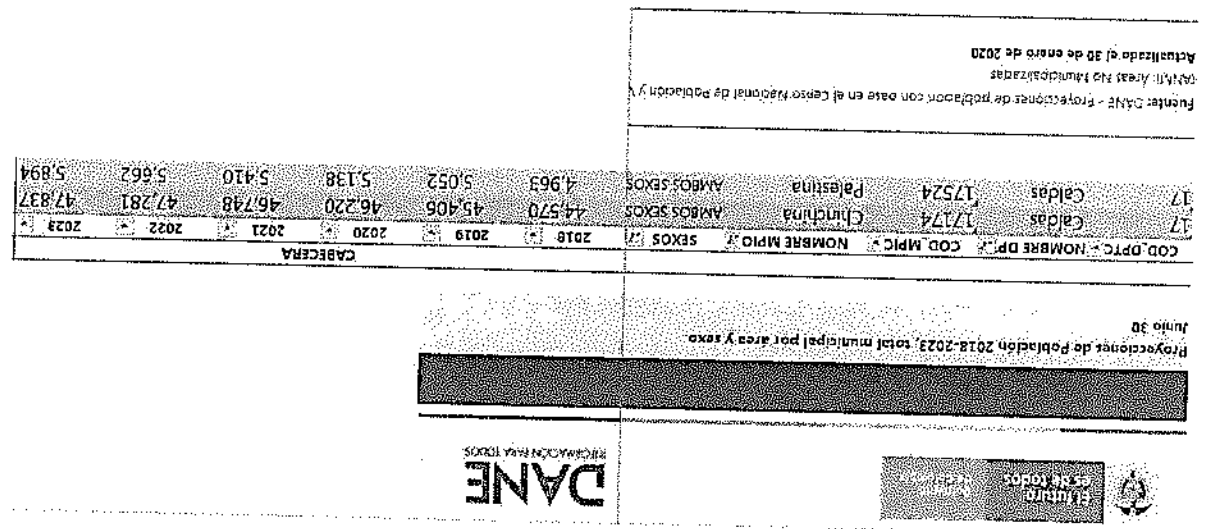 El futuro
es de todos
DANE
INFORMACIÓN PARA TODOS
Proyecciones de Población 2018-2023, total municipal por área y sexo
Junio 30
CABECERA
COD_DPTO NOMBRE DP COD_MPIO NOMBRE MPIO SEXOS 2018 2019 2020 2021 2022 2023
17 Caldas 17174 Chinchiná AMBOS SEXOS 44,570 45,406 46,220 46,748 47,281 47,837
17 Caldas 17524 Palestina AMBOS SEXOS 4,963 5,052 5,138 5,410 5,662 5,894
Fuente: DANE - Proyecciones de población con base en el Censo Nacional de Población y V
(ANM): Áreas No Municipalizadas
Actualizado el 30 de enero de 2020